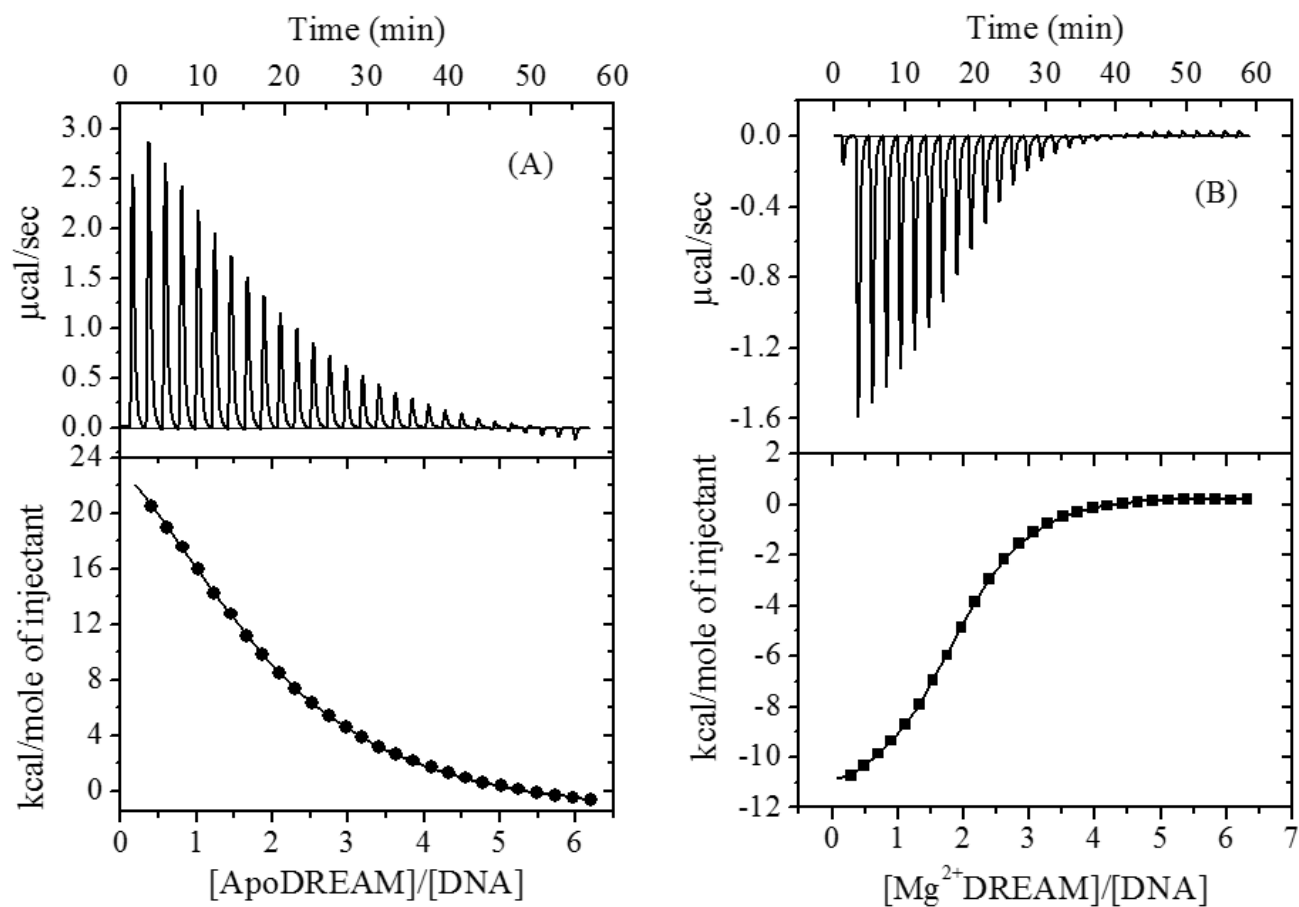 Time (min)
0 10 20 30 40 50 60
3.0
2.5
2.0
1.5
1.0
0.5
0.0
µcal/sec
(A)
24
20
16
12
8
4
0
kcal/mole of injectant
0 1 2 3 4 5 6
[ApoDREAM]/[DNA]
Time (min)
0 10 20 30 40 50 60
0.0
-0.4
-0.8
-1.2
-1.6
µcal/sec
(B)
2
0
-2
-4
-6
-8
-10
-12
kcal/mole of injectant
0 1 2 3 4 5 6 7
[Mg²⁺DREAM]/[DNA]